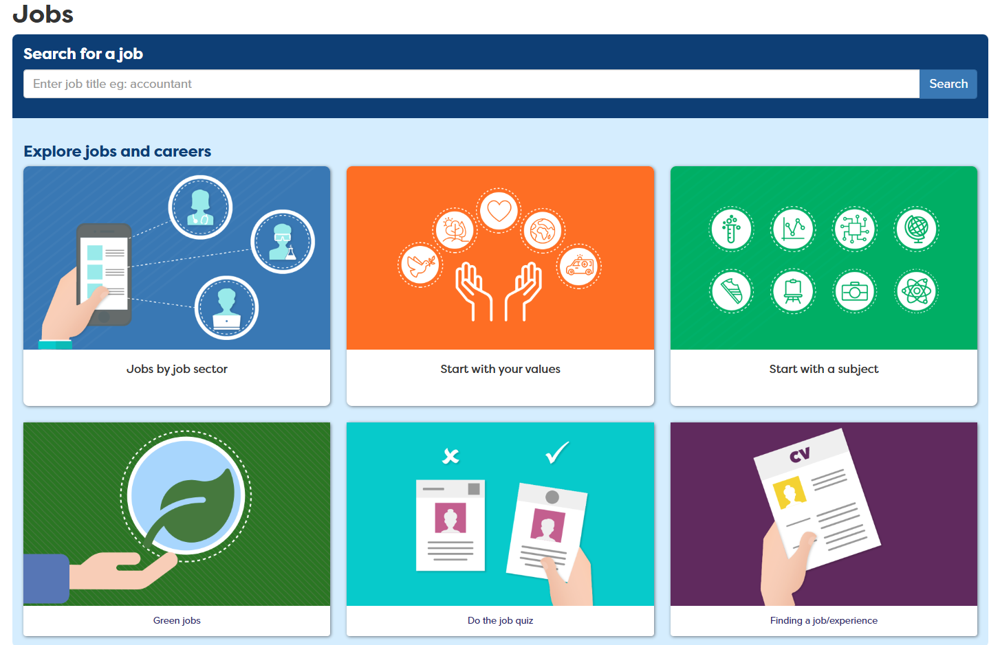 Jobs
Search for a job
Enter job title eg: accountant
Search
Explore jobs and careers
Jobs by job sector
Start with your values
Start with a subject
CV
Green jobs
Do the job quiz
Finding a job/experience